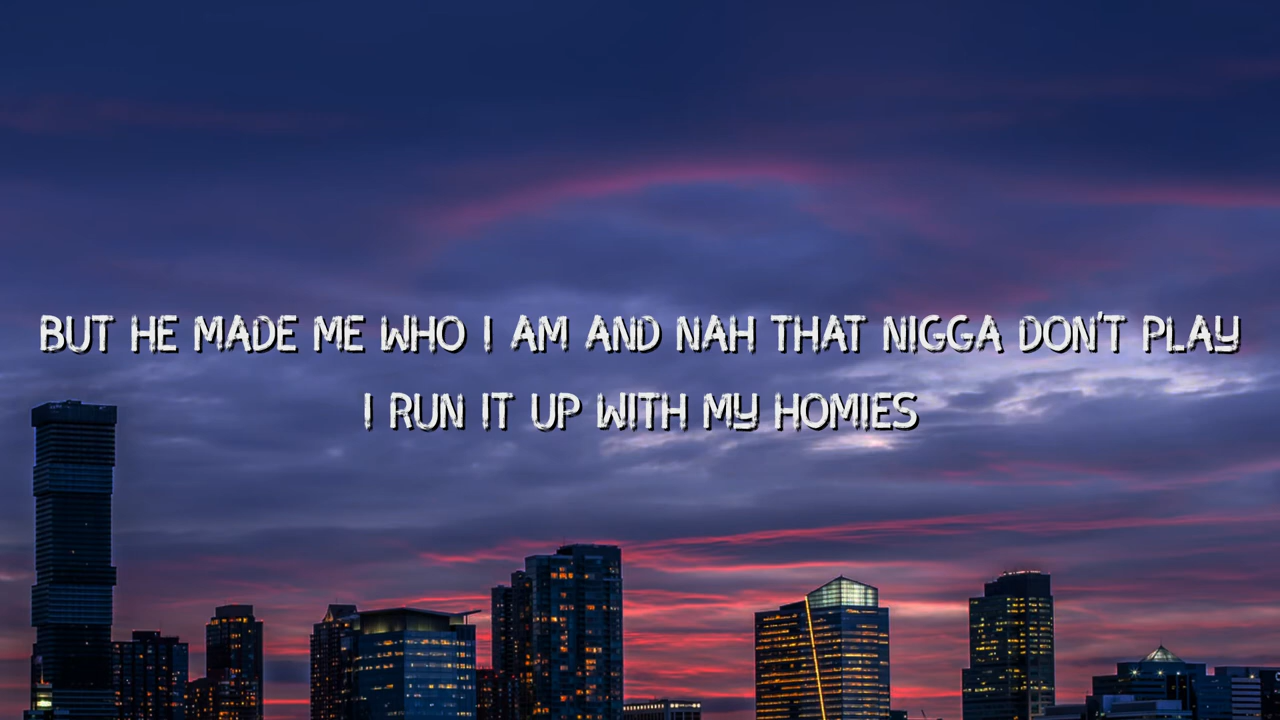 BUT HE MADE ME WHO I AM AND NAH THAT NIGGA DON'T PLAY
I RUN IT UP WITH MY HOMIES